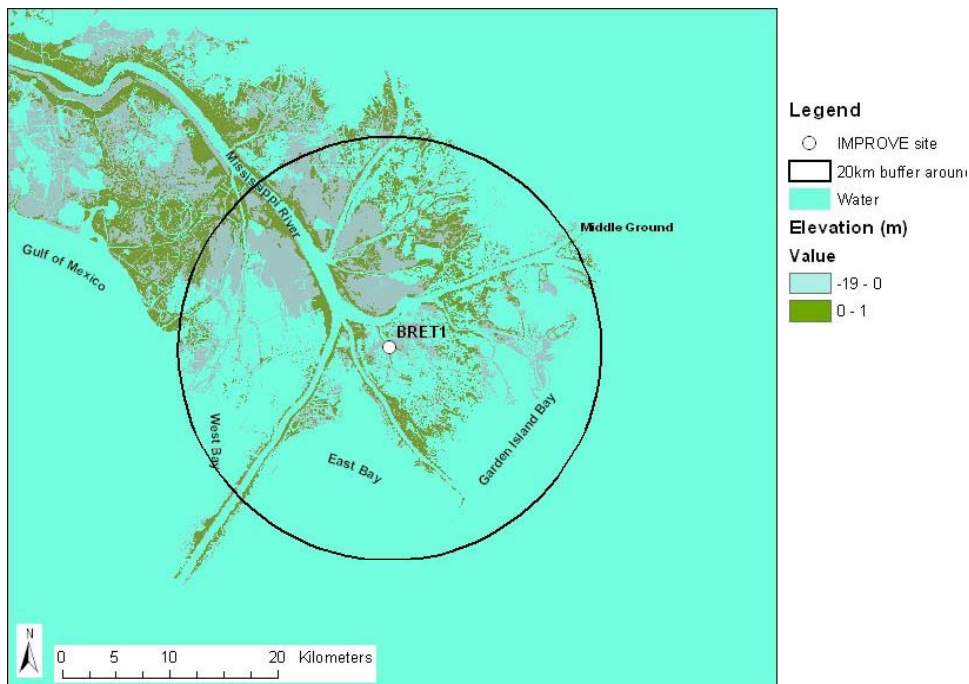 Mississippi River
Middle Ground
Gulf of Mexico
BRET1
West Bay
East Bay
Garden Island Bay
N
0 5 10 20 Kilometers
Legend
IMPROVE site
20km buffer around
Water
Elevation (m)
Value
-19 - 0
0 - 1